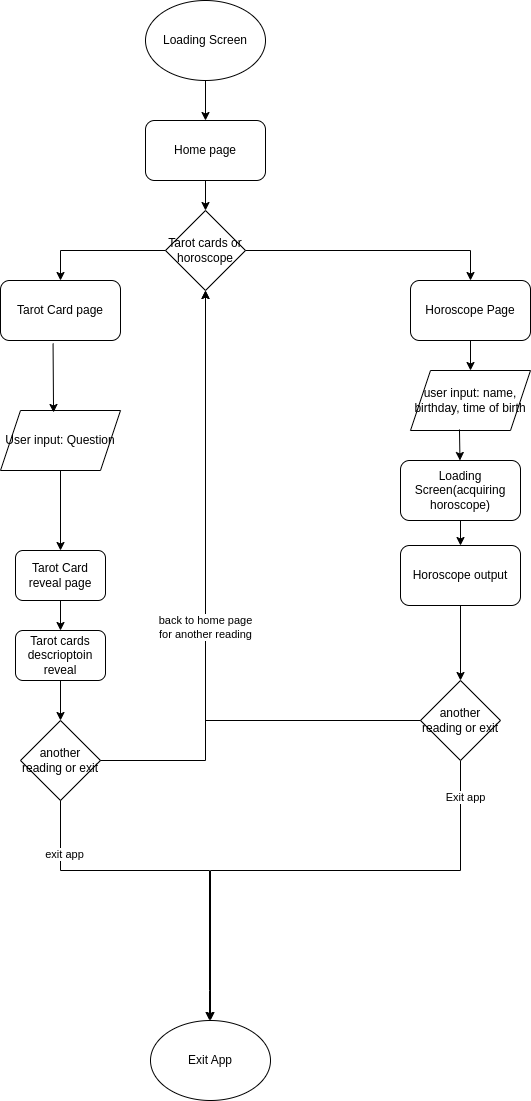 Loading Screen
Home page
Tarot cards or
horoscope
Tarot Card page
Horoscope Page
user input: name,
birthday, time of birth
User input: Question
Loading
Screen(acquiring
horoscope)
Tarot Card
reveal page
Horoscope output
back to home page
for another reading
Tarot cards
descrioptoin
reveal
another
reading or exit
another
reading or exit
Exit app
exit app
Exit App